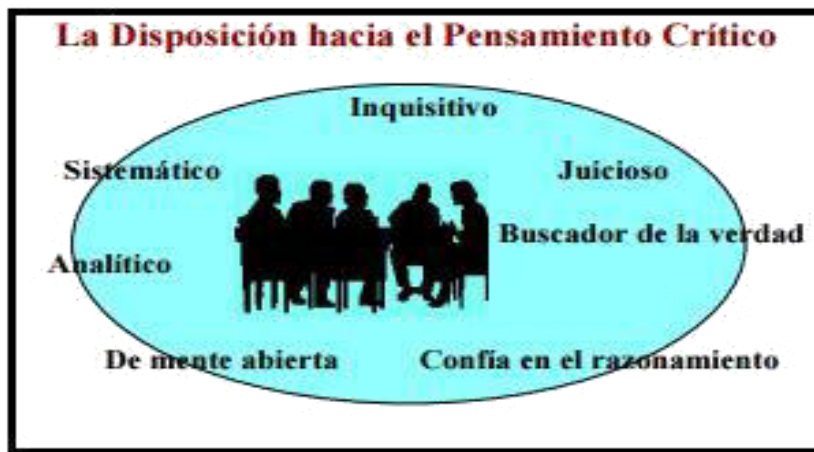 La Disposición hacia el Pensamiento Crítico
Inquisitivo
Sistemático
Juicioso
Buscador de la verdad
Analítico
De mente abierta
Confía en el razonamiento